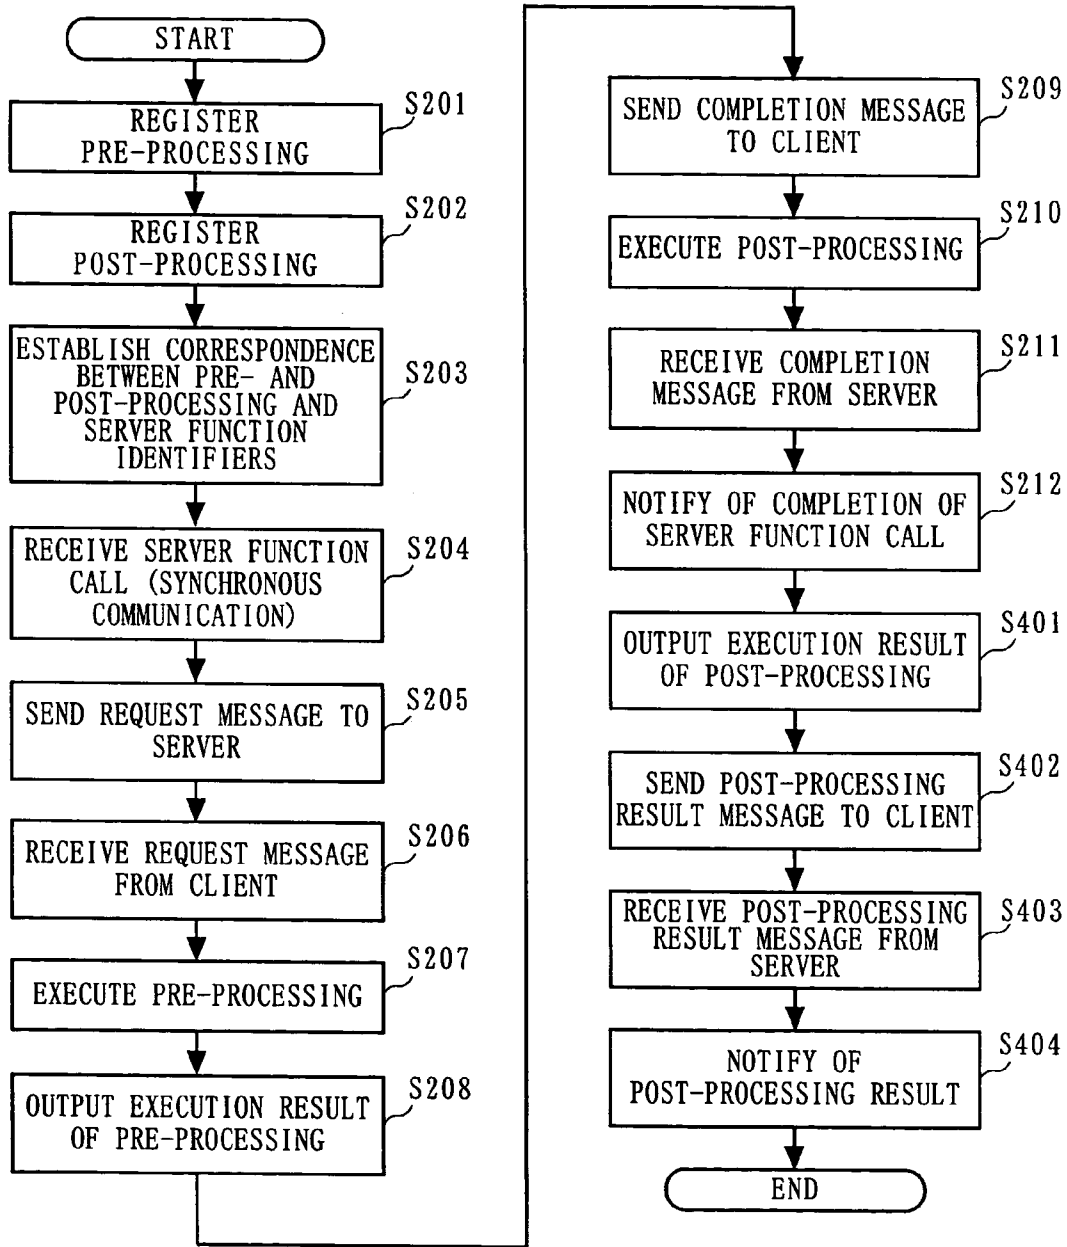 START
S201
REGISTER
PRE-PROCESSING
S202
REGISTER
POST-PROCESSING
S203
ESTABLISH CORRESPONDENCE
BETWEEN PRE- AND
POST-PROCESSING AND
SERVER FUNCTION
IDENTIFIERS
S204
RECEIVE SERVER FUNCTION
CALL (SYNCHRONOUS
COMMUNICATION)
S205
SEND REQUEST MESSAGE TO
SERVER
S206
RECEIVE REQUEST MESSAGE
FROM CLIENT
S207
EXECUTE PRE-PROCESSING
S208
OUTPUT EXECUTION RESULT
OF PRE-PROCESSING
S209
SEND COMPLETION MESSAGE
TO CLIENT
S210
EXECUTE POST-PROCESSING
S211
RECEIVE COMPLETION
MESSAGE FROM SERVER
S212
NOTIFY OF COMPLETION OF
SERVER FUNCTION CALL
S401
OUTPUT EXECUTION RESULT
OF POST-PROCESSING
S402
SEND POST-PROCESSING
RESULT MESSAGE TO CLIENT
S403
RECEIVE POST-PROCESSING
RESULT MESSAGE FROM
SERVER
S404
NOTIFY OF
POST-PROCESSING RESULT
END